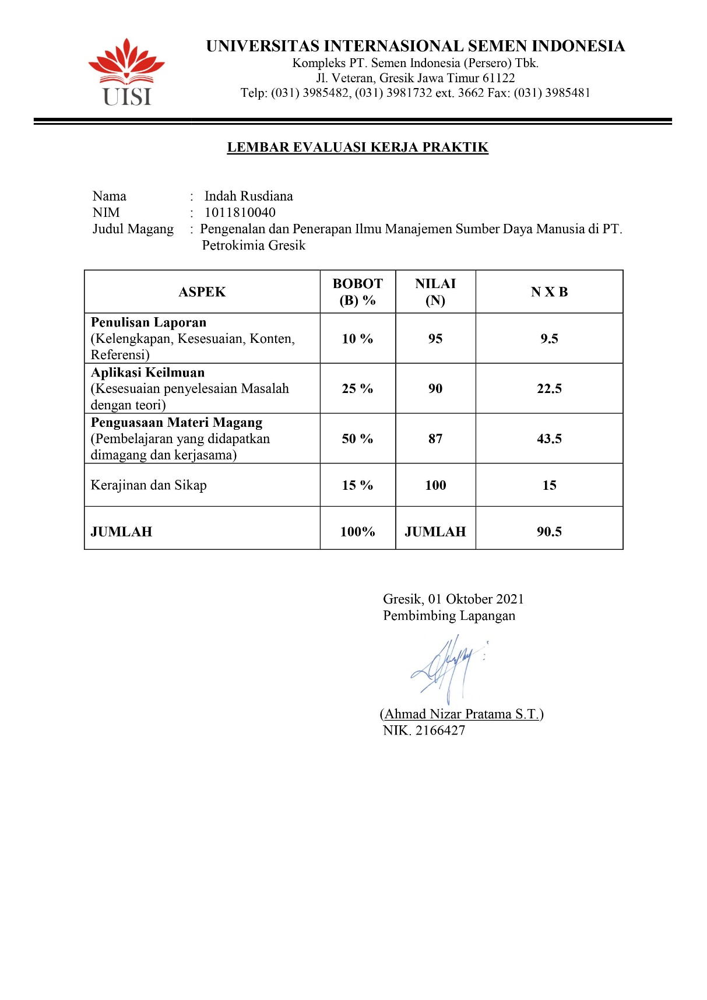 UISI
UNIVERSITAS INTERNASIONAL SEMEN INDONESIA
Kompleks PT. Semen Indonesia (Persero) Tbk.
Jl. Veteran, Gresik Jawa Timur 61122
Telp: (031) 3985482, (031) 3981732 ext. 3662 Fax: (031) 3985481
LEMBAR EVALUASI KERJA PRAKTIK
Nama : Indah Rusdiana
NIM : 1011810040
Judul Magang : Pengenalan dan Penerapan Ilmu Manajemen Sumber Daya Manusia di PT.
Petrokimia Gresik
ASPEK
BOBOT
(B) %
NILAI
(N)
N X B
Penulisan Laporan
(Kelengkapan, Kesesuaian, Konten,
Referensi)
10 % 95 9.5
Aplikasi Keilmuan
(Kesesuaian penyelesaian Masalah
dengan teori)
25 % 90 22.5
Penguasaan Materi Magang
(Pembelajaran yang didapatkan
dimagang dan kerjasama)
50 % 87 43.5
Kerajinan dan Sikap 15 % 100 15
JUMLAH 100% JUMLAH 90.5
Gresik, 01 Oktober 2021
Pembimbing Lapangan
(Ahmad Nizar Pratama S.T.)
NIK. 2166427